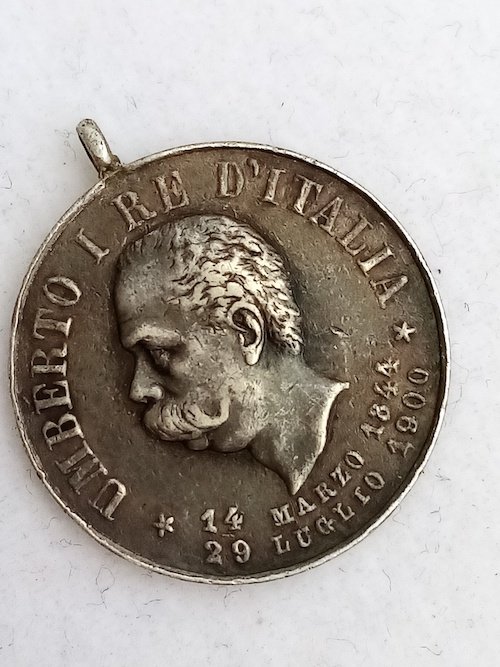 UMBERTO I RE D'ITALIA
* 14 MARZO 1844 *
29 LUGLIO 1900